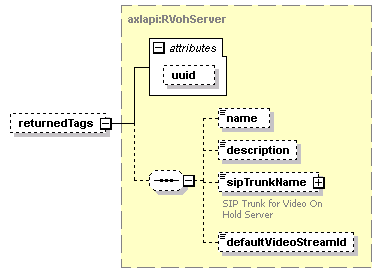 axlapi:RVohServer
attributes
uuid
returnedTags
name
description
sipTrunkName
SIP Trunk for Video On
Hold Server
defaultVideoStreamId